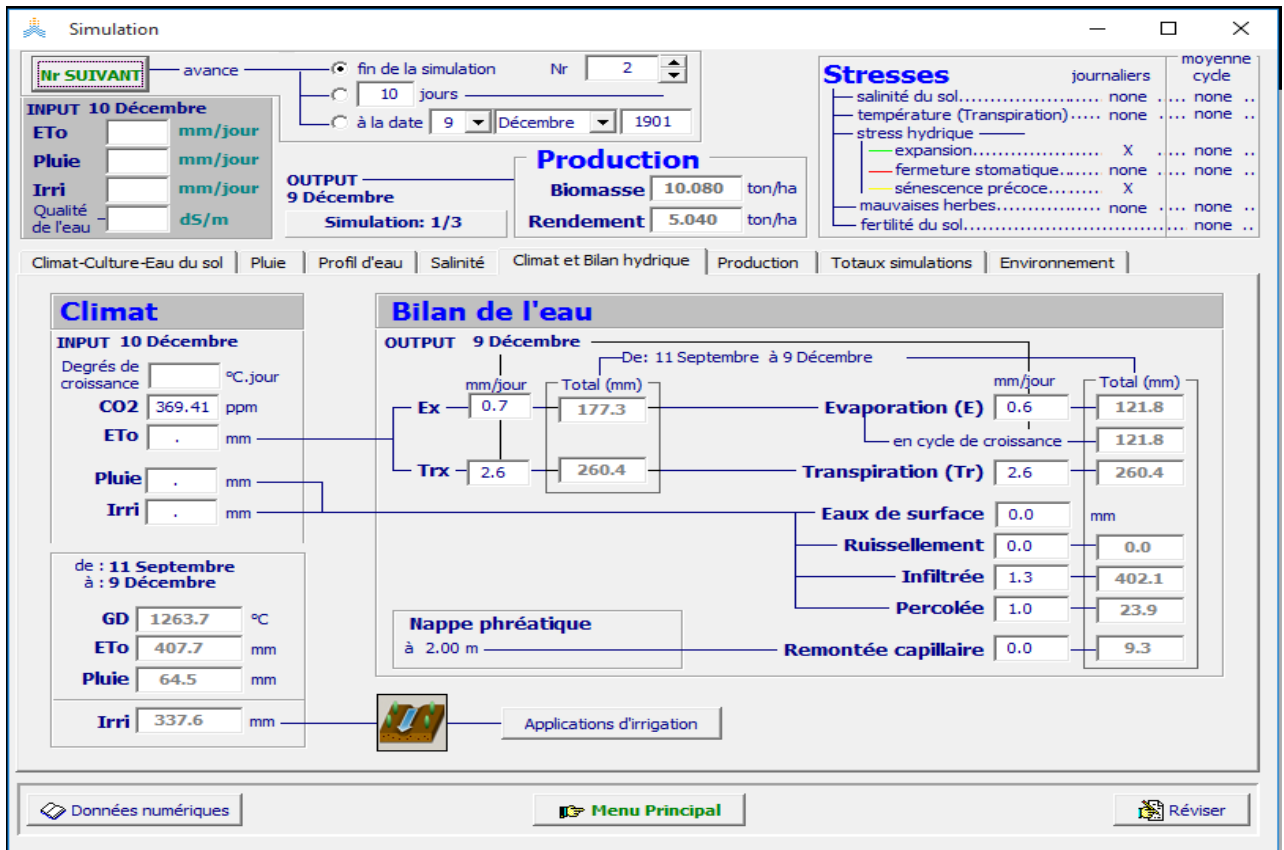 Simulation
Nr SUIVANT avance fin de la simulation Nr 2
10 jours
à la date 9 Décembre 1901
INPUT 10 Décembre
ETo mm/jour
Pluie mm/jour
Irri mm/jour
Qualité de l'eau dS/m
OUTPUT
9 Décembre
Simulation: 1/3
Production
Biomasse 10.080 ton/ha
Rendement 5.040 ton/ha
Stresses journaliers moyenne cycle
salinité du sol........................ none ..... none ..
température (Transpiration)..... none ..... none ..
stress hydrique
expansion..................... X ..... none ..
fermeture stomatique... none ..... none ..
sénescence précoce....... X
mauvaises herbes.................. none .... none ..
fertilité du sol........................................ none ..
Climat-Culture-Eau du sol Pluie Profil d'eau Salinité Climat et Bilan hydrique Production Totaux simulations Environnement
Climat
INPUT 10 Décembre
Degrés de croissance °C.jour
CO2 369.41 ppm
ETo . mm
Pluie . mm
Irri . mm
de : 11 Septembre
à : 9 Décembre
GD 1263.7 °C
ETo 407.7 mm
Pluie 64.5 mm
Irri 337.6 mm
Bilan de l'eau
OUTPUT 9 Décembre
De: 11 Septembre à 9 Décembre
mm/jour Total (mm) mm/jour Total (mm)
Ex 0.7 177.3 Evaporation (E) 0.6 121.8
en cycle de croissance 121.8
Trx 2.6 260.4 Transpiration (Tr) 2.6 260.4
Eaux de surface 0.0 mm
Ruissellement 0.0 0.0
Infiltrée 1.3 402.1
Percolée 1.0 23.9
Nappe phréatique
à 2.00 m Remontée capillaire 0.0 9.3
Applications d'irrigation
Données numériques Menu Principal Réviser